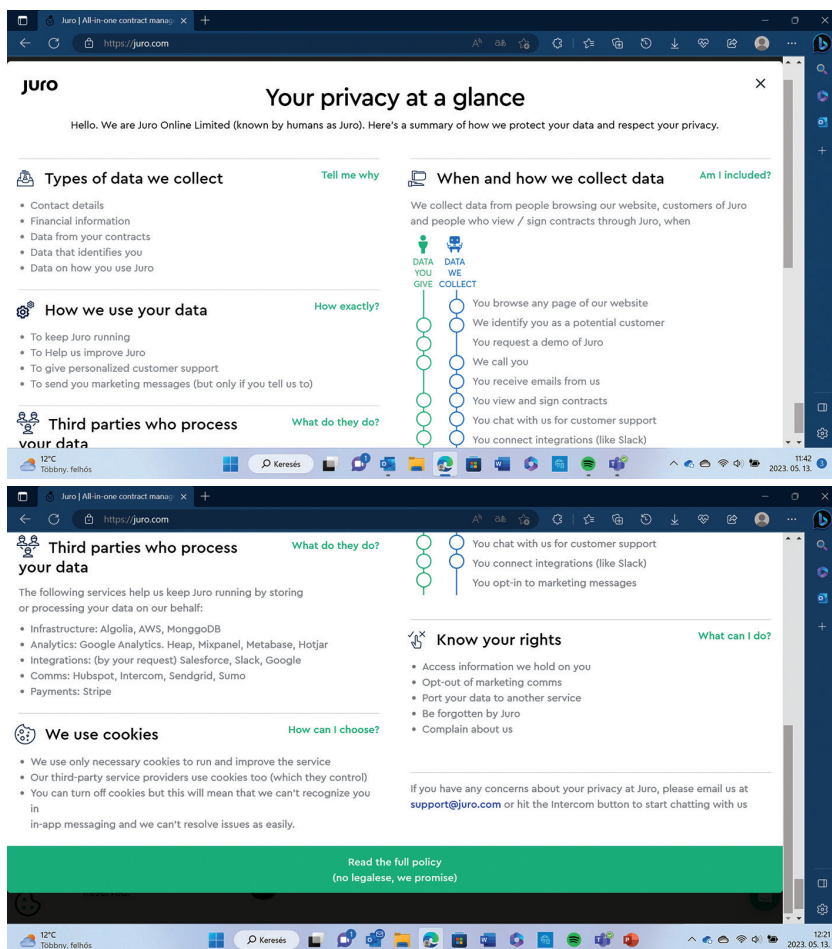 Juro | All-in-one contract manag
https://juro.com
juro
Your privacy at a glance
Hello. We are Juro Online Limited (known by humans as Juro). Here's a summary of how we protect your data and respect your privacy.
Types of data we collect
Tell me why
• Contact details
• Financial information
• Data from your contracts
• Data that identifies you
• Data on how you use Juro
How we use your data
How exactly?
• To keep Juro running
• To Help us improve Juro
• To give personalized customer support
• To send you marketing messages (but only if you tell us to)
Third parties who process
your data
What do they do?
When and how we collect data
Am I included?
We collect data from people browsing our website, customers of Juro
and people who view / sign contracts through Juro, when
DATA
YOU
GIVE
DATA
WE
COLLECT
You browse any page of our website
We identify you as a potential customer
You request a demo of Juro
We call you
You receive emails from us
You view and sign contracts
You chat with us for customer support
You connect integrations (like Slack)
12°C
Többny. felhős
Keresés
11:42
2023. 05. 13.
3
Juro | All-in-one contract manag
https://juro.com
Third parties who process
your data
What do they do?
The following services help us keep Juro running by storing
or processing your data on our behalf:
• Infrastructure: Algolia, AWS, MonggoDB
• Analytics: Google Analytics. Heap, Mixpanel, Metabase, Hotjar
• Integrations: (by your request) Salesforce, Slack, Google
• Comms: Hubspot, Intercom, Sendgrid, Sumo
• Payments: Stripe
We use cookies
How can I choose?
• We use only necessary cookies to run and improve the service
• Our third-party service providers use cookies too (which they control)
• You can turn off cookies but this will mean that we can't recognize you
in
in-app messaging and we can't resolve issues as easily.
You chat with us for customer support
You connect integrations (like Slack)
You opt-in to marketing messages
Know your rights
What can I do?
• Access information we hold on you
• Opt-out of marketing comms
• Port your data to another service
• Be forgotten by Juro
• Complain about us
If you have any concerns about your privacy at Juro, please email us at
support@juro.com or hit the Intercom button to start chatting with us
Read the full policy
(no legalese, we promise)
12°C
Többny. felhős
Keresés
12:21
2023. 05. 13.